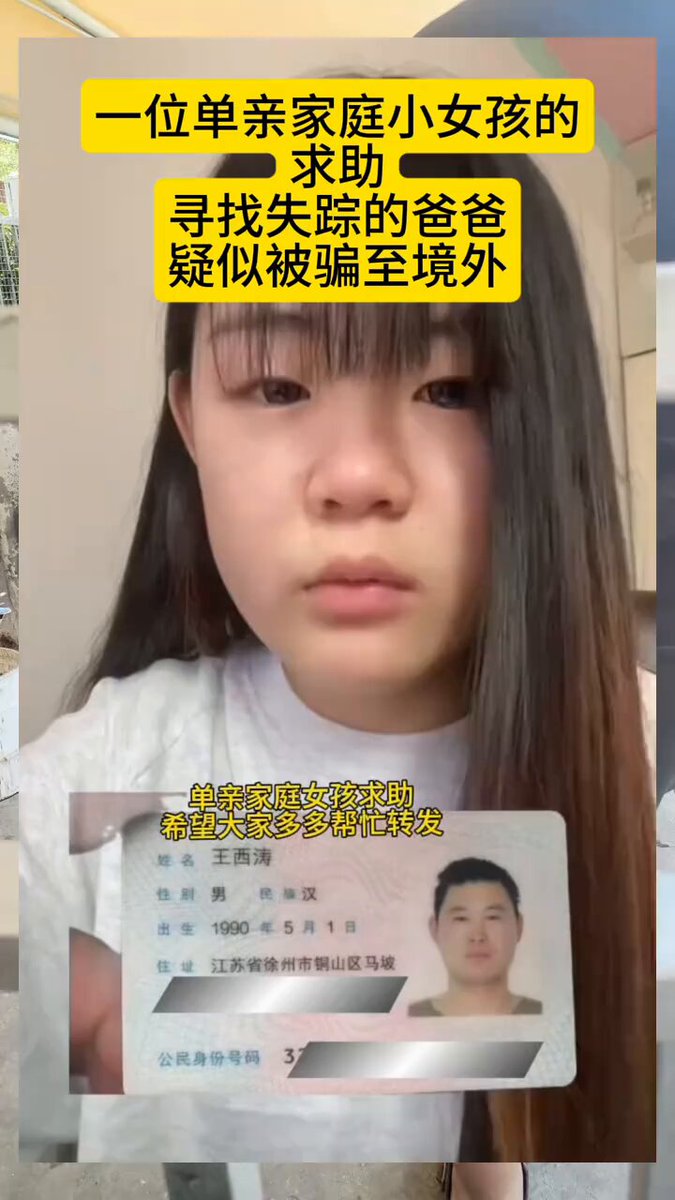 一位单亲家庭小女孩的
求助
寻找失踪的爸爸
疑似被骗至境外
单亲家庭女孩求助
希望大家多多帮忙转发
姓名 王西涛
性别 男 民族 汉
出生 1990 年 5 月 1 日
住址 江苏省徐州市铜山区马坡
公民身份号码 3